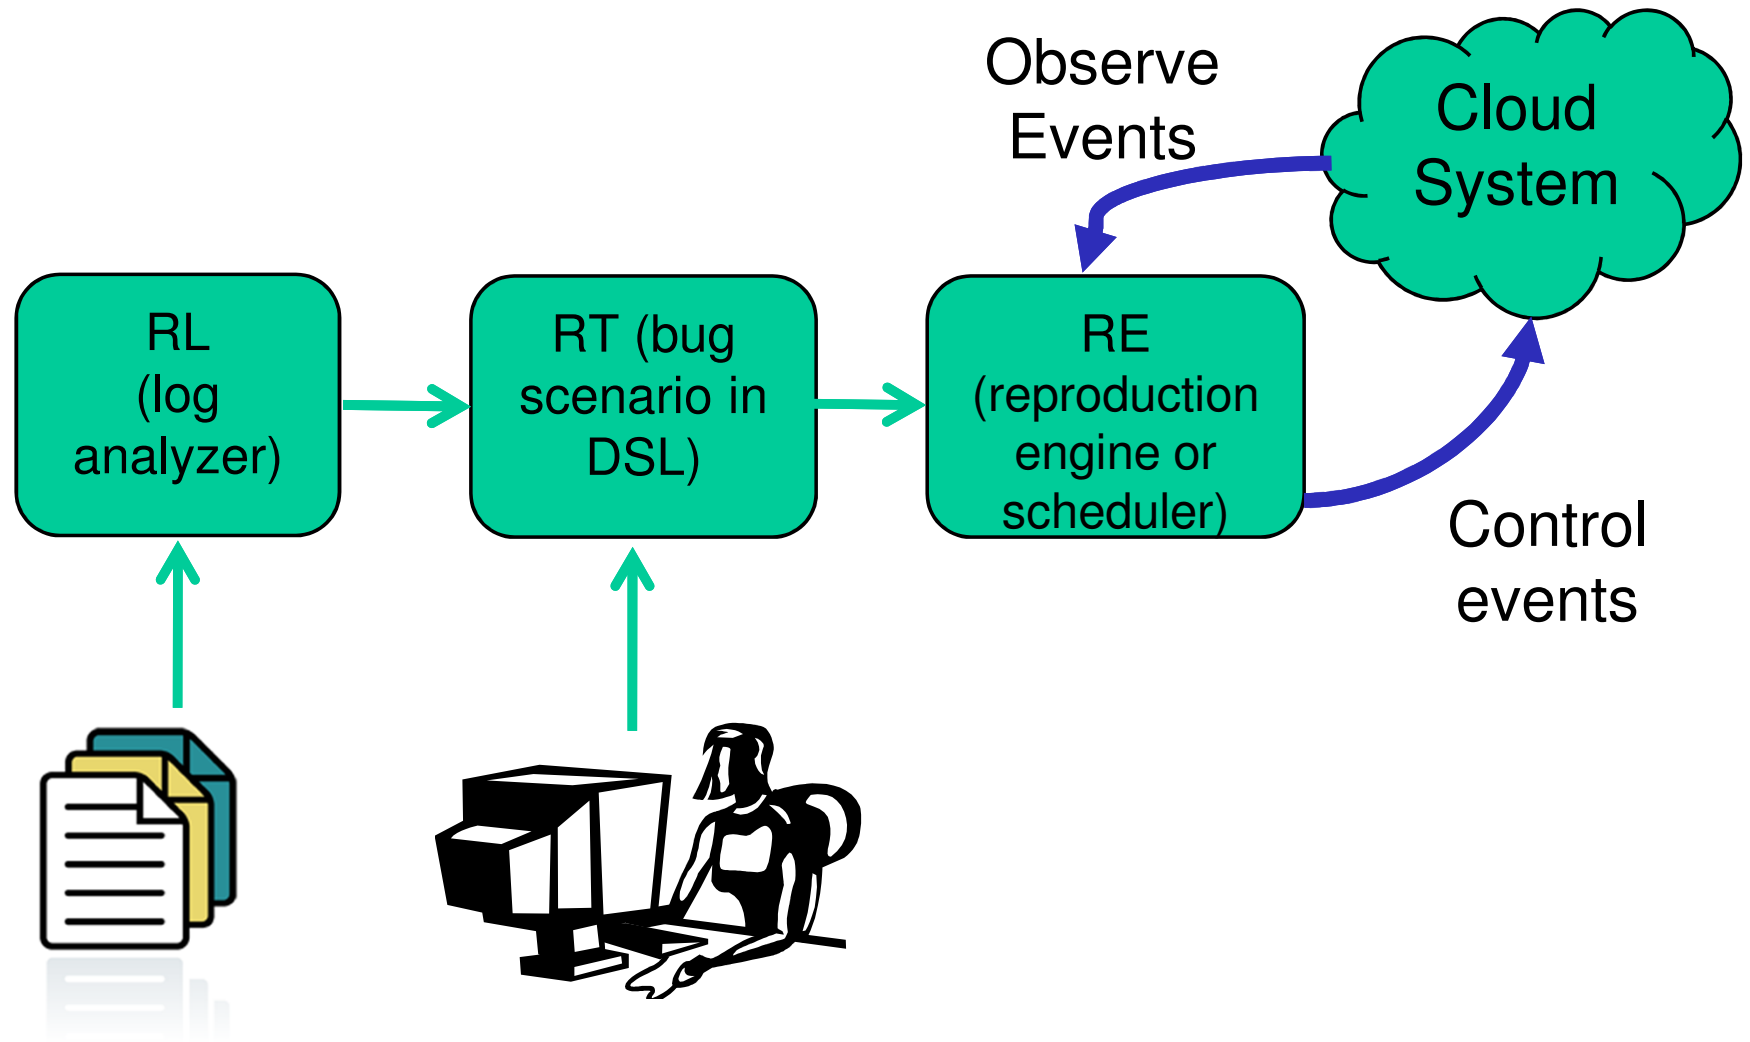 Observe
Events
Cloud
System
RL
(log
analyzer)
RT (bug
scenario in
DSL)
RE
(reproduction
engine or
scheduler)
Control
events